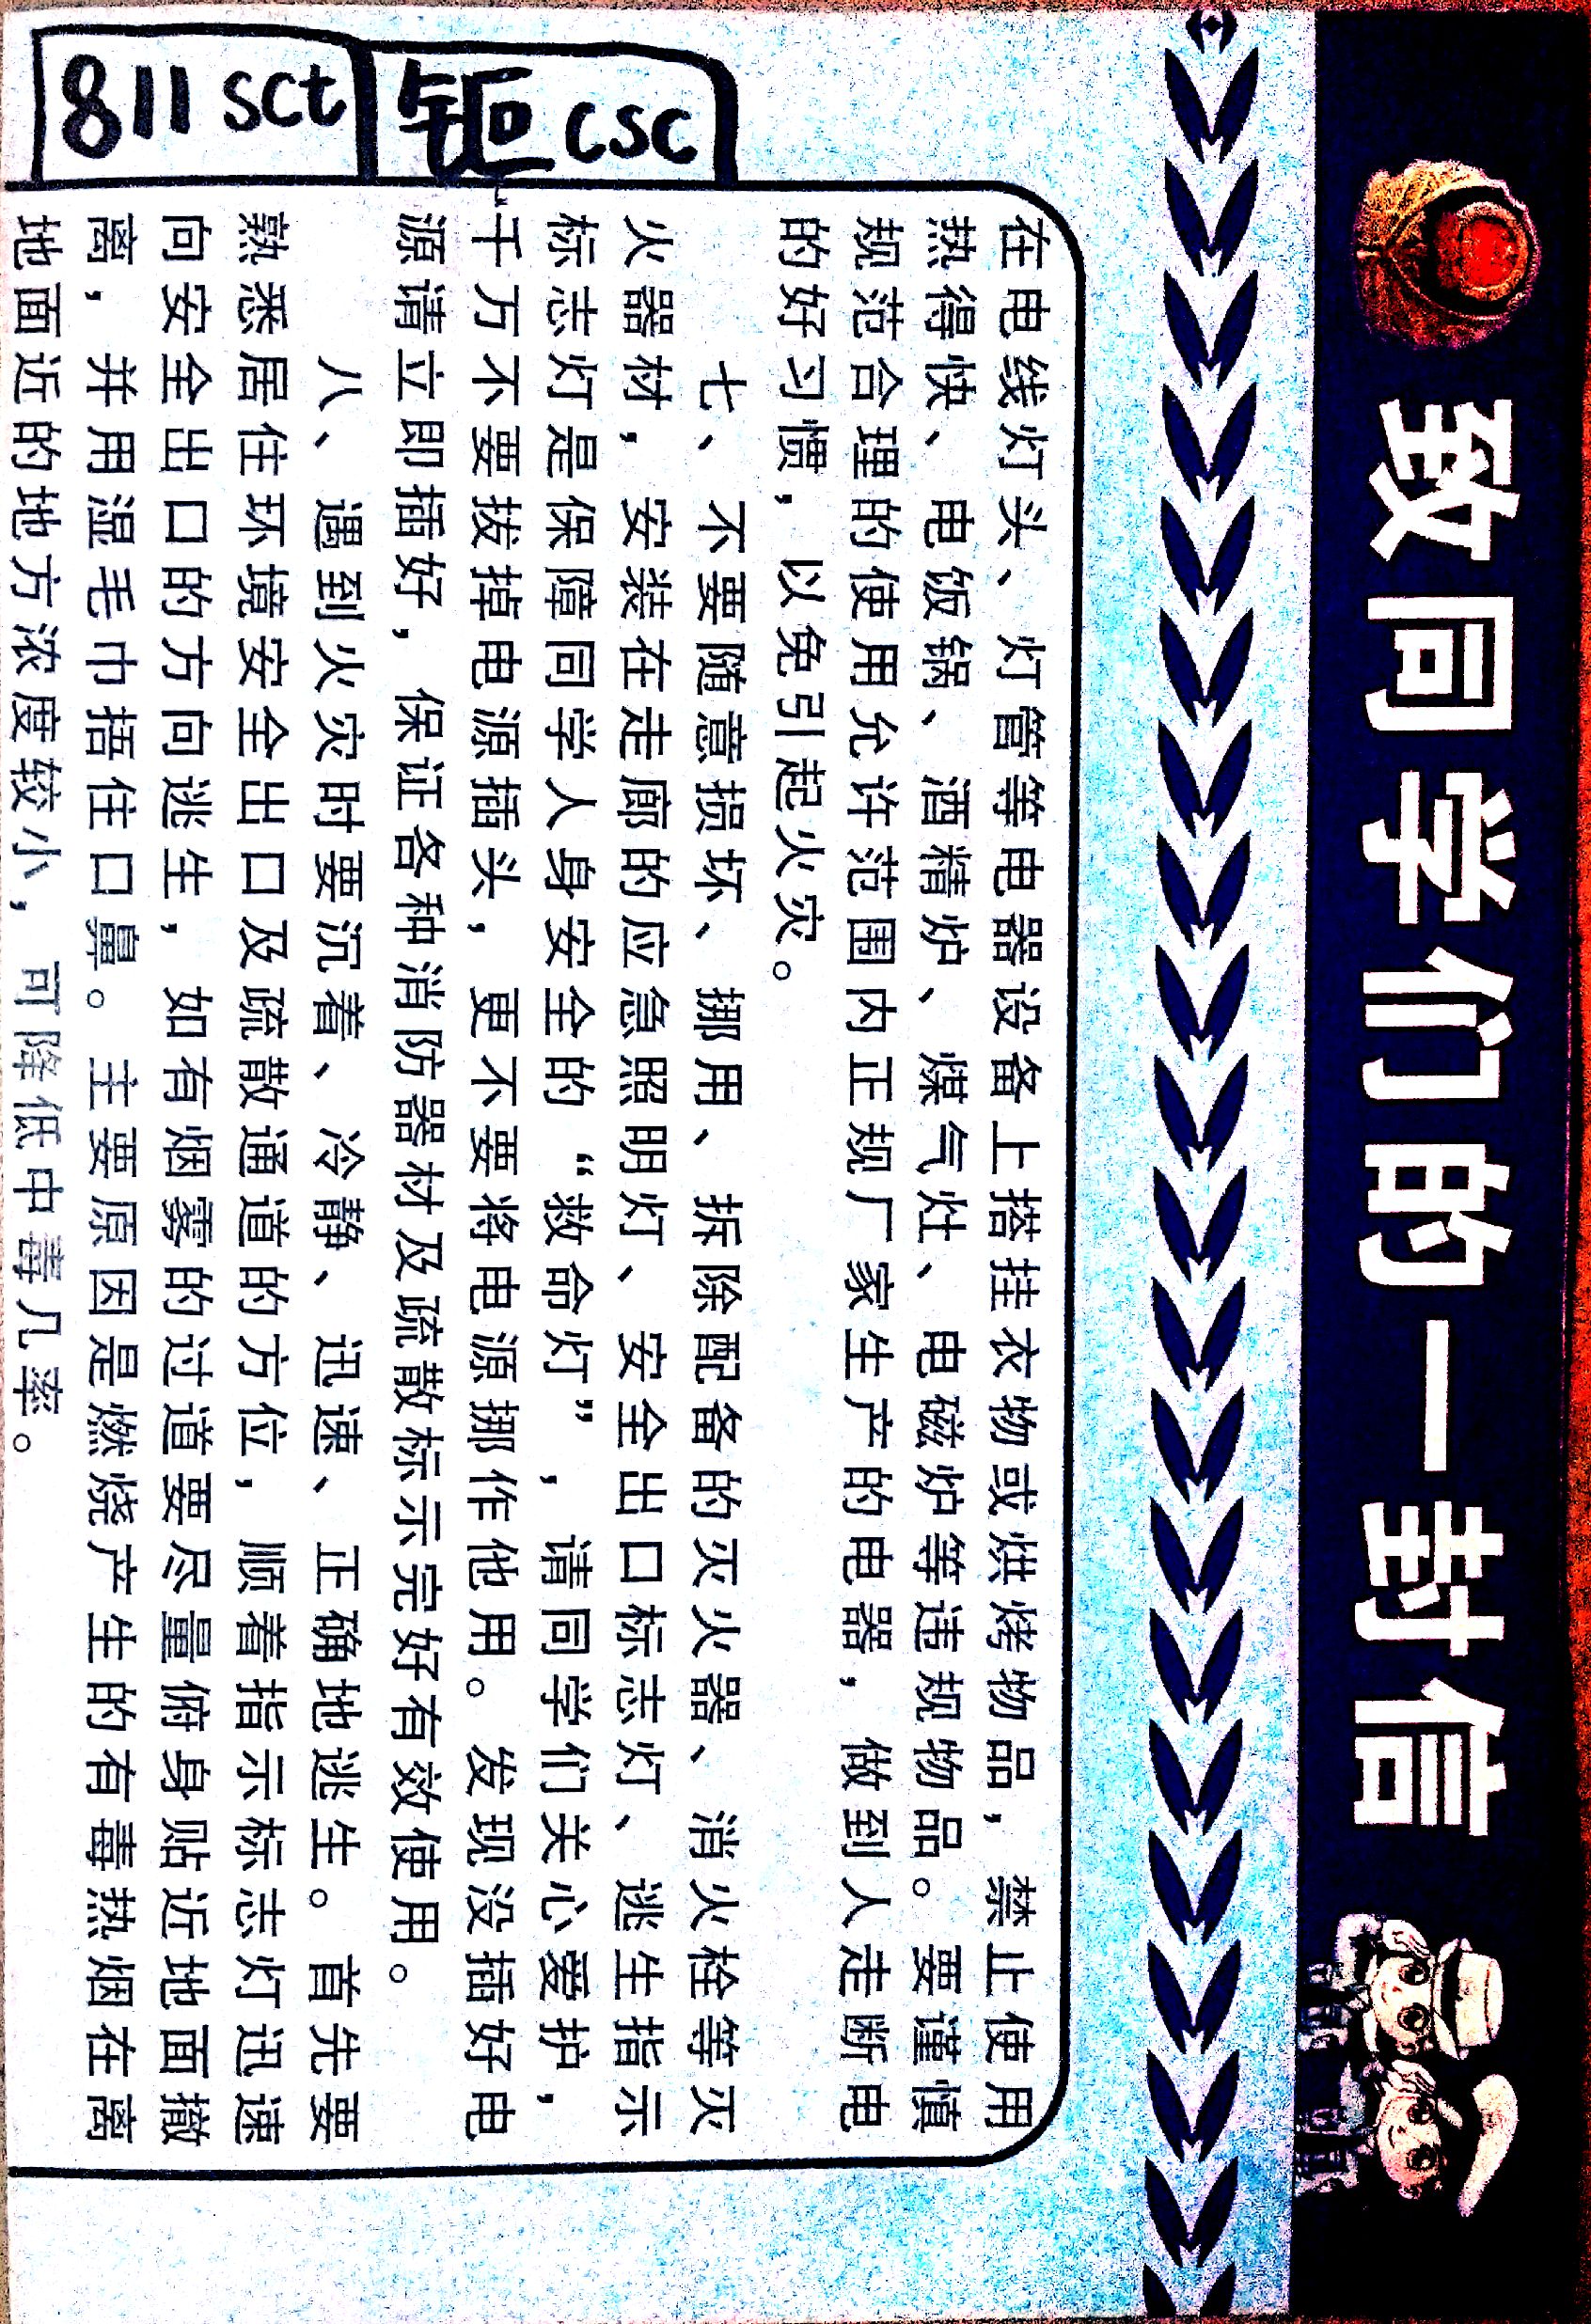 致同学们的一封信
在电线灯头、灯管等电器设备上搭挂衣物或烘烤物品，禁止使用
热得快、电饭锅、酒精炉、煤气灶、电磁炉等违规物品。要谨慎
规范合理的使用允许范围内正规厂家生产的电器，做到人走断电
的好习惯，以免引起火灾。
七、不要随意损坏、挪用、拆除配备的灭火器、消火栓等灭
火器材，安装在走廊的应急照明灯、安全出口标志灯、逃生指示
标志灯是保障同学人身安全的“救命灯”，请同学们关心爱护，
千万不要拔掉电源插头，更不要将电源挪作他用。发现没插好电
源请立即插好，保证各种消防器材及疏散标示完好有效使用。
八、遇到火灾时要沉着、冷静、迅速、正确地逃生。首先要
熟悉居住环境安全出口及疏散通道的方位，顺着指示标志灯迅速
向安全出口的方向逃生，如有烟雾的过道要尽量俯身贴近地面撤
离，并用湿毛巾捂住口鼻。主要原因是燃烧产生的有毒热烟在离
地面近的地方浓度较小，可降低中毒几率。
811 sct
钷 csc